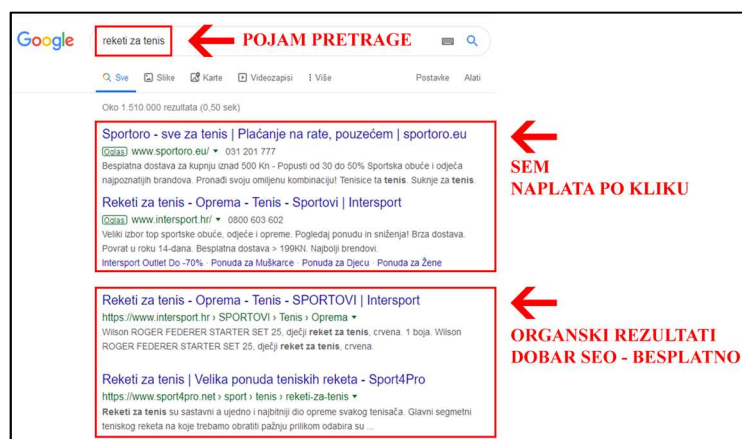 Google
reketi za tenis
POJAM PRETRAGE
Sve Slike Karte Videozapisi Više Postavke Alati
Oko 1.510.000 rezultata (0,50 sek)
Sportoro - sve za tenis | Plaćanje na rate, pouzećem | sportoro.eu
Oglas www.sportoro.eu/ 031 201 777
Besplatna dostava za kupnju iznad 500 Kn - Popusti od 30 do 50% Sportska obuće i odjeća
najpoznatijih brandova. Pronađi svoju omiljenu kombinaciju! Tenisice ta tenis. Suknje za tenis.
Reketi za tenis - Oprema - Tenis - Sportovi | Intersport
Oglas www.intersport.hr/ 0800 603 602
Veliki izbor top sportske obuće, odjeće i opreme. Pogledaj ponudu in sniženja! Brza dostava.
Povrat u roku 14-dana. Besplatna dostava > 199KN. Najbolji brendovi.
Intersport Outlet Do -70% · Ponuda za Muškarce · Ponuda za Djecu · Ponuda za Žene
SEM
NAPLATA PO KLIKU
Reketi za tenis - Oprema - Tenis - SPORTOVI | Intersport
https://www.intersport.hr › SPORTOVI › Tenis › Oprema
Wilson ROGER FEDERER STARTER SET 25, dječji reket za tenis, crvena. 1 boja. Wilson
ROGER FEDERER STARTER SET 25, dječji reket za tenis, crvena.
Reketi za tenis | Velika ponuda teniskih reketa - Sport4Pro
https://www.sport4pro.net › sport › tenis › reketi-za-tenis
Reketi za tenis su sastavni a ujedno i najbitniji dio opreme svakog tenisača. Glavni segmetni
teniskog reketa na koje trebamo obratiti pažnju prilikom odabira su ...
ORGANSKI REZULTATI
DOBAR SEO - BESPLATNO